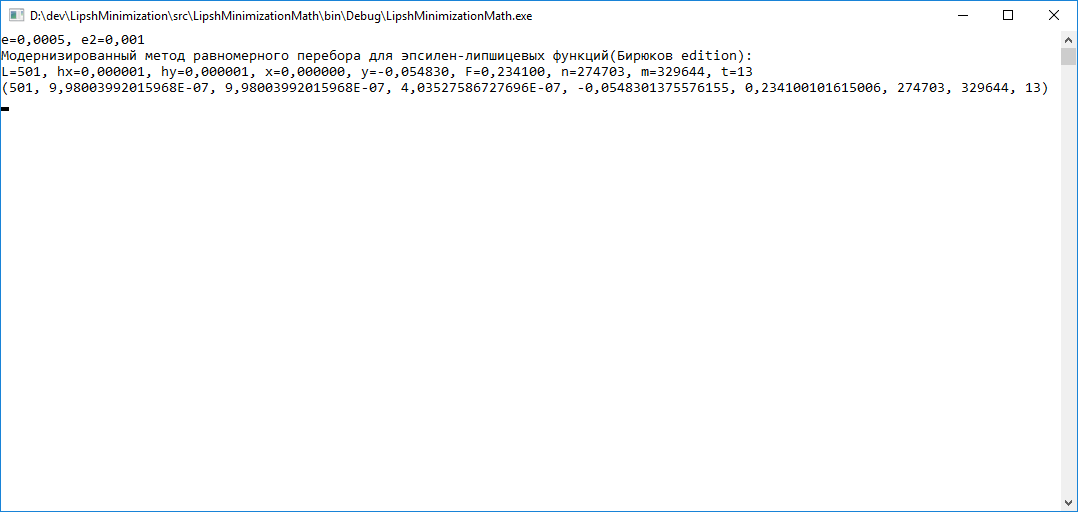 D:\dev\LipshMinimization\src\LipshMinimizationMath\bin\Debug\LipshMinimizationMath.exe
e=0,0005, e2=0,001
Модернизированный метод равномерного перебора для эпсилен-липшицевых функций(Бирюков edition):
L=501, hx=0,000001, hy=0,000001, x=0,000000, y=-0,054830, F=0,234100, n=274703, m=329644, t=13
(501, 9,98003992015968E-07, 9,98003992015968E-07, 4,03527586727696E-07, -0,0548301375576155, 0,234100101615006, 274703, 329644, 13)